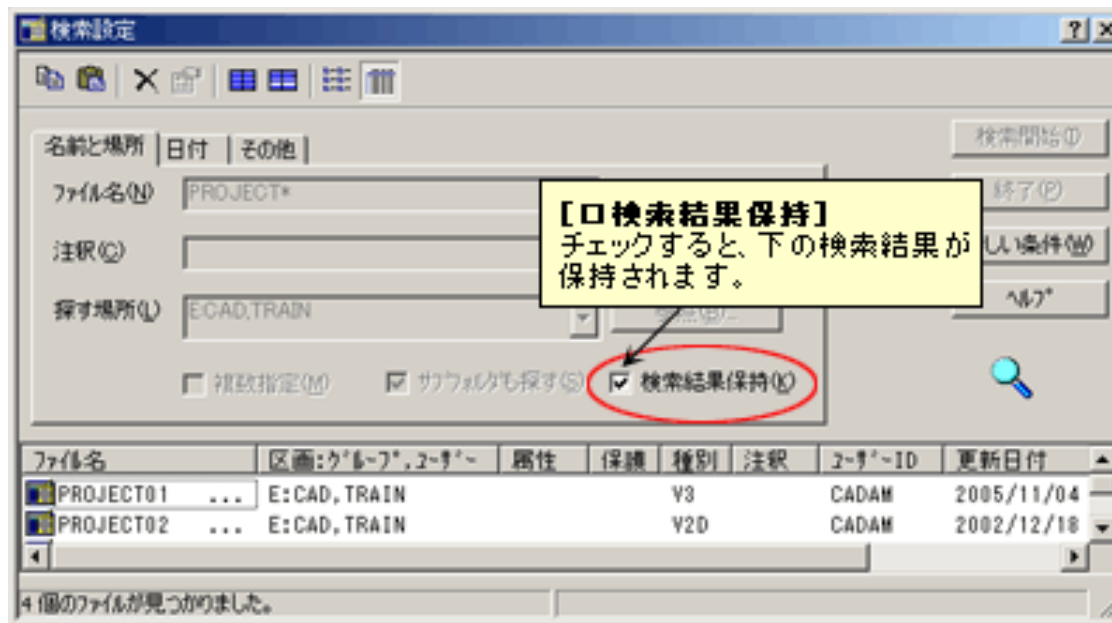 検索設定
名前と場所 日付 その他
検索開始(I)
ファイル名(N) PROJECT*
終了(P)
[口検索結果保持]
チェックすると、下の検索結果が
保持されます。
注釈(C)
しい条件(W)
探す場所(L) E:CAD,TRAIN
ヘルプ
複数指定(M) サブフォルダも探す(S) 検索結果保持(K)
ファイル名 区画:グループ,ユーザー 属性 保護 種別 注釈 ユーザーID 更新日付
PROJECT01 ... E:CAD,TRAIN V3 CADAM 2005/11/04
PROJECT02 ... E:CAD,TRAIN V2D CADAM 2002/12/18
4 個のファイルが見つかりました。